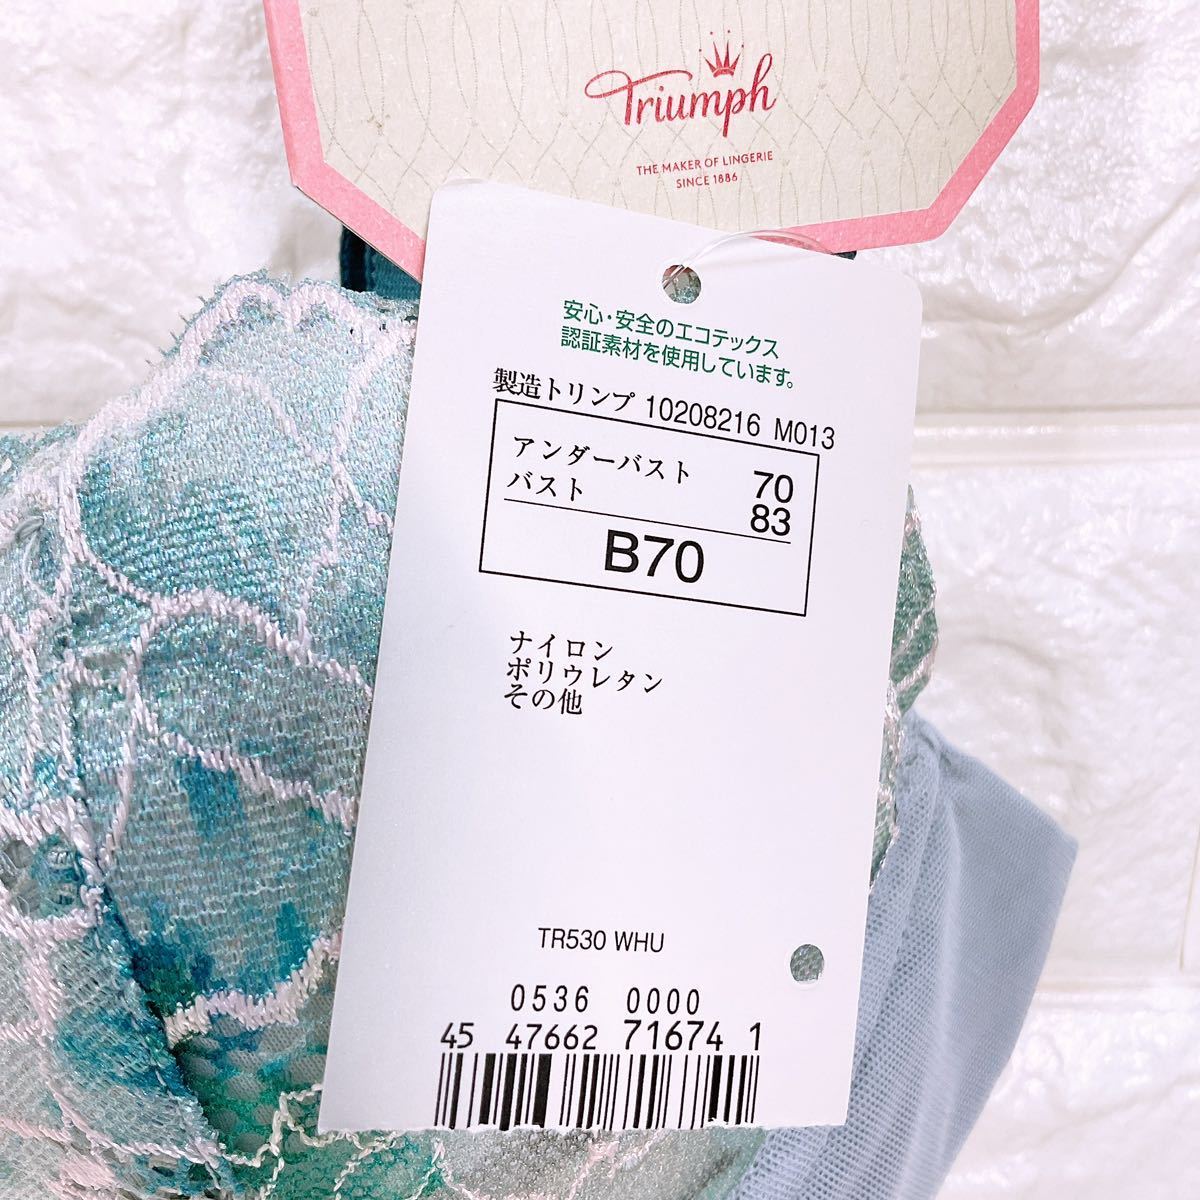 Triumph
THE MAKER OF LINGERIE
SINCE 1886
安心・安全のエコテックス
認証素材を使用しています。
製造トリンプ 10208216 M013
アンダーバスト 70
バスト 83
B70
ナイロン
ポリウレタン
その他
TR530 WHU
0536 0000
45 47662 71674 1